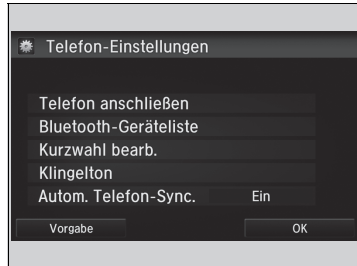 Telefon-Einstellungen
Telefon anschließen
Bluetooth-Geräteliste
Kurzwahl bearb.
Klingelton
Autom. Telefon-Sync. Ein
Vorgabe OK